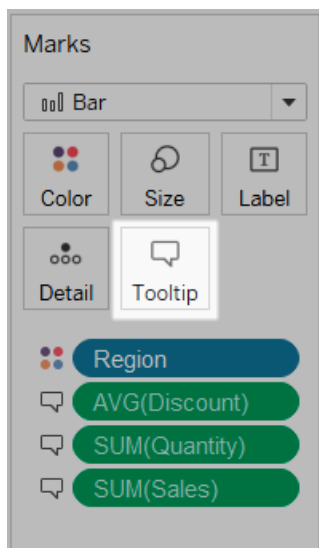 Marks
Bar
Color Size Label
T
Detail Tooltip
Region
AVG(Discount)
SUM(Quantity)
SUM(Sales)